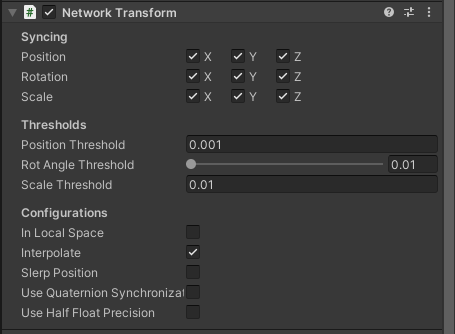 # Network Transform
Syncing
Position X Y Z
Rotation X Y Z
Scale X Y Z
Thresholds
Position Threshold 0.001
Rot Angle Threshold 0.01
Scale Threshold 0.01
Configurations
In Local Space
Interpolate
Slerp Position
Use Quaternion Synchronizat
Use Half Float Precision